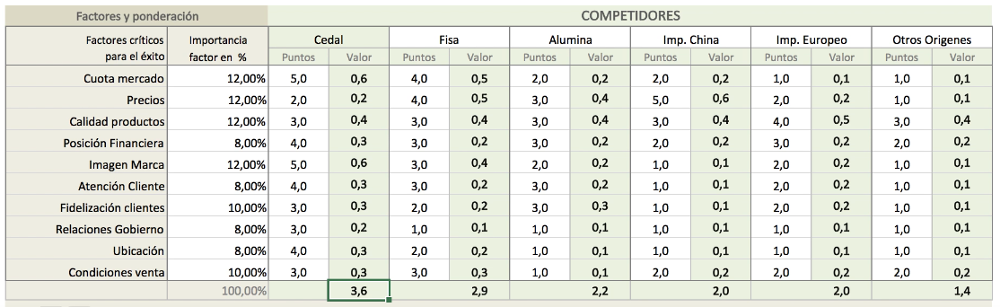 Factores y ponderación COMPETIDORES
Factores críticos para el éxito Importancia factor en % Cedal Fisa Alumina Imp. China Imp. Europeo Otros Origenes
Puntos Valor Puntos Valor Puntos Valor Puntos Valor Puntos Valor Puntos Valor
Cuota mercado 12,00% 5,0 0,6 4,0 0,5 2,0 0,2 2,0 0,2 1,0 0,1 1,0 0,1
Precios 12,00% 2,0 0,2 4,0 0,5 3,0 0,4 5,0 0,6 2,0 0,2 1,0 0,1
Calidad productos 12,00% 3,0 0,4 3,0 0,4 3,0 0,4 3,0 0,4 4,0 0,5 3,0 0,4
Posición Financiera 8,00% 4,0 0,3 3,0 0,2 3,0 0,2 2,0 0,2 3,0 0,2 2,0 0,2
Imagen Marca 12,00% 5,0 0,6 3,0 0,4 2,0 0,2 1,0 0,1 2,0 0,2 1,0 0,1
Atención Cliente 8,00% 4,0 0,3 3,0 0,2 3,0 0,2 1,0 0,1 2,0 0,2 1,0 0,1
Fidelización clientes 10,00% 3,0 0,3 2,0 0,2 3,0 0,3 1,0 0,1 2,0 0,2 1,0 0,1
Relaciones Gobierno 8,00% 3,0 0,2 1,0 0,1 1,0 0,1 1,0 0,1 1,0 0,1 1,0 0,1
Ubicación 8,00% 4,0 0,3 2,0 0,2 1,0 0,1 1,0 0,1 1,0 0,1 1,0 0,1
Condiciones venta 10,00% 3,0 0,3 3,0 0,3 1,0 0,1 2,0 0,2 2,0 0,2 2,0 0,2
100,00% 3,6 2,9 2,2 2,0 2,0 1,4